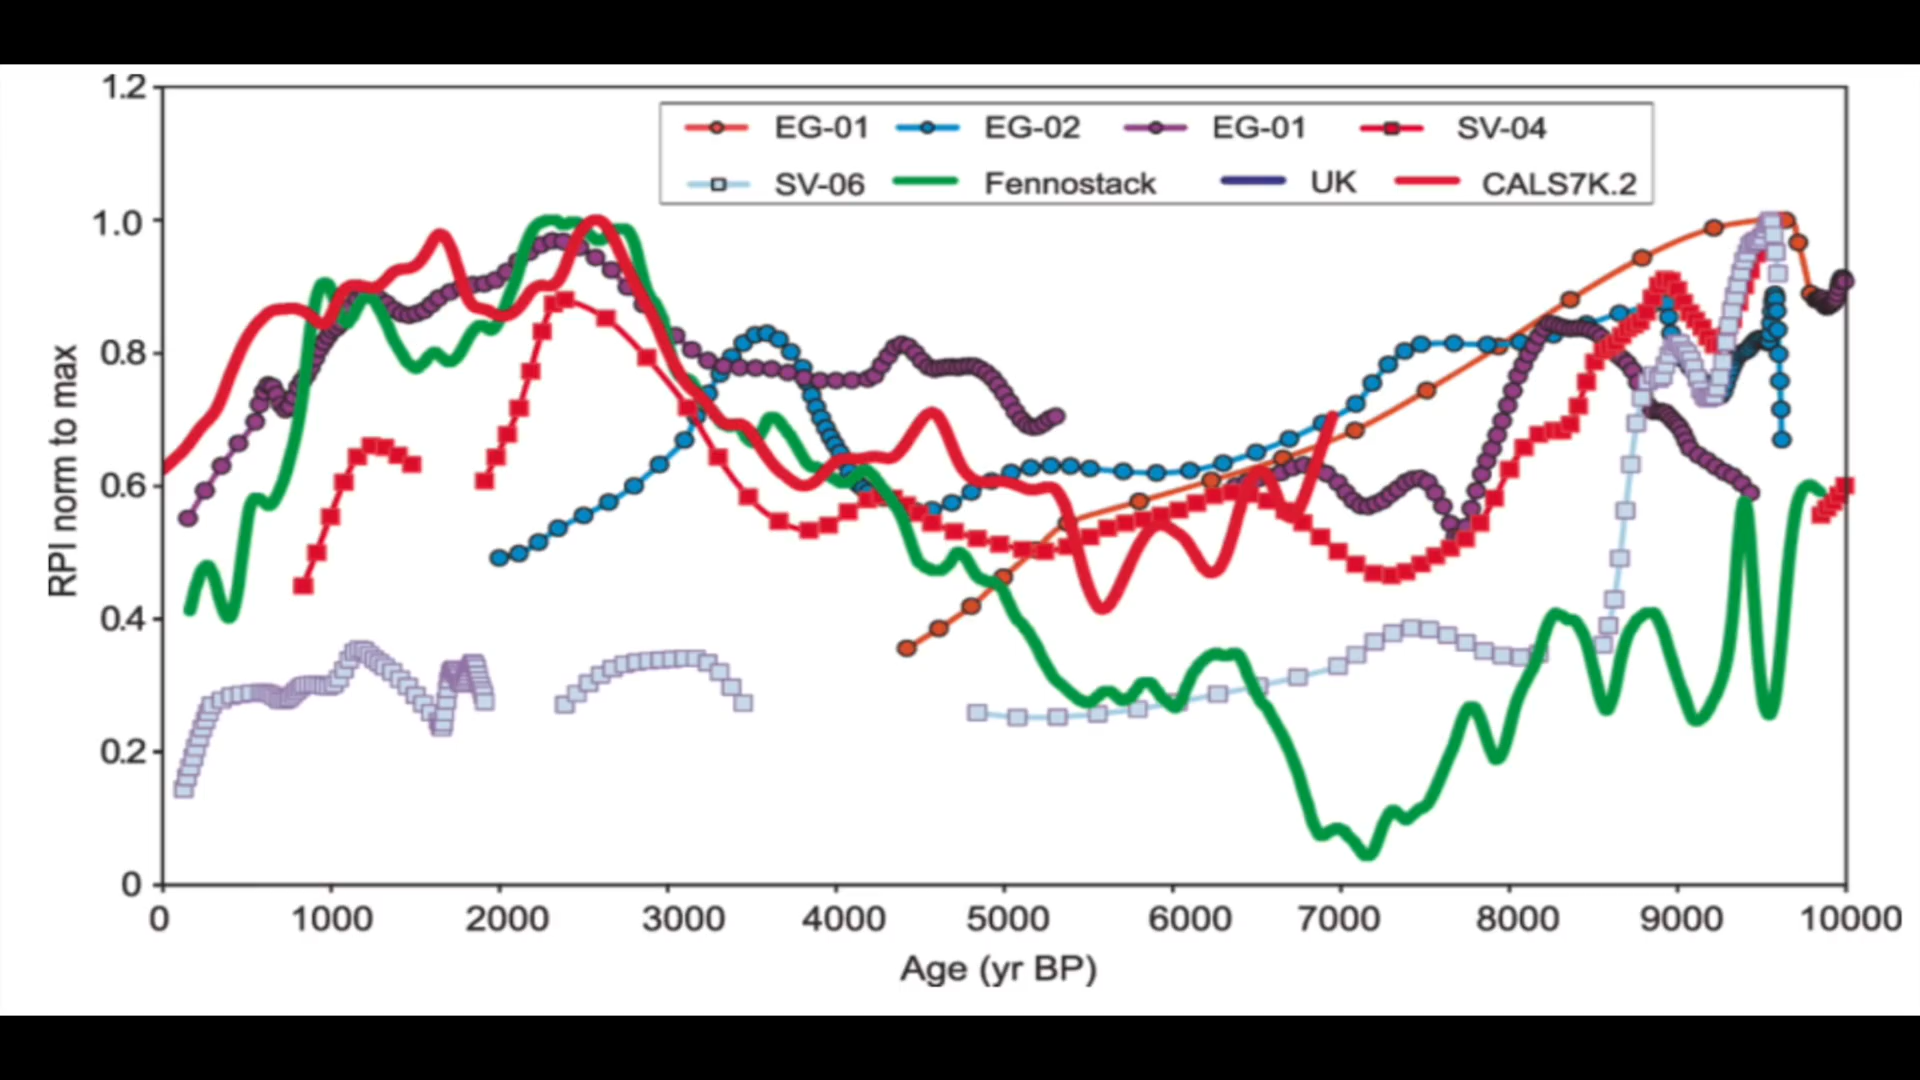 1.2
1.0
0.8
0.6
0.4
0.2
0
RPI norm to max
EG-01 EG-02 EG-01 SV-04
SV-06 Fennostack UK CALS7K.2
0 1000 2000 3000 4000 5000 6000 7000 8000 9000 10000
Age (yr BP)